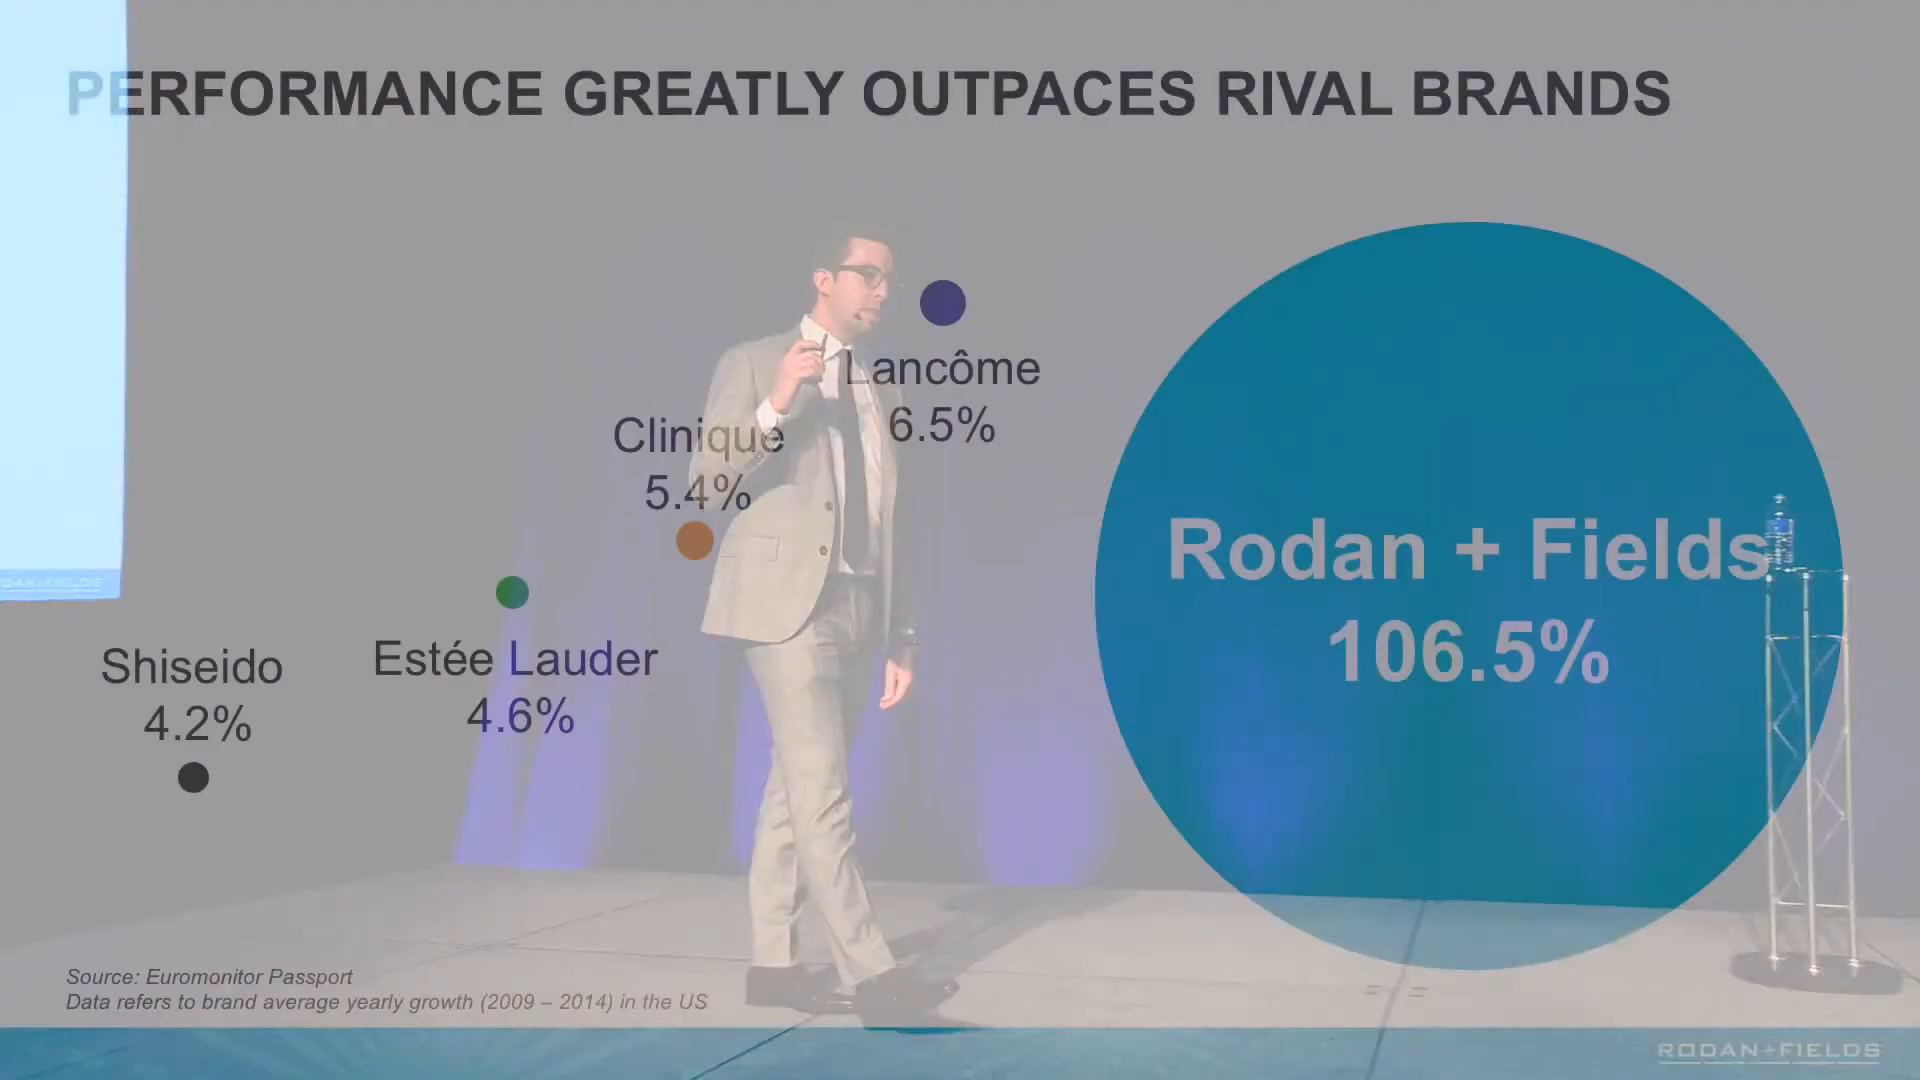 PERFORMANCE GREATLY OUTPACES RIVAL BRANDS
Lancôme
6.5%
Clinique
5.4%
Rodan + Fields
106.5%
Shiseido
4.2%
Estée Lauder
4.6%
Source: Euromonitor Passport
Data refers to brand average yearly growth (2009 – 2014) in the US
RODAN+FIELDS